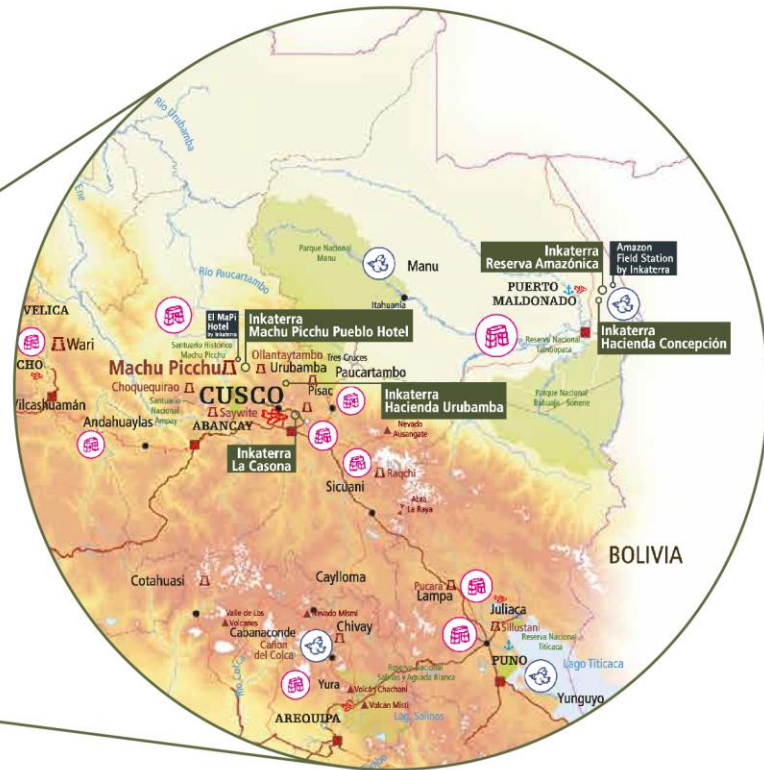 Río Urubamba
Ene
Parque Nacional
Manu
Manu
Río Paucartambo
Itahuania
Inkaterra
Reserva Amazónica
Amazon
Field Station
by Inkaterra
PUERTO
MALDONADO
Inkaterra
Hacienda Concepción
Reserva Nacional
Tambopata
Parque Nacional
Bahuaja - Sonene
VELICA
Wari
CHO
Vilcashuamán
El MaPi
Hotel
by Inkaterra
Inkaterra
Machu Picchu Pueblo Hotel
Santuario Histórico
Machu Picchu
Machu Picchu
Ollantaytambo
Tres Cruces
Urubamba
Paucartambo
Choquequirao
CUSCO
Pisac
Inkaterra
Hacienda Urubamba
Santuario
Nacional
Ampay
Saywite
ABANCAY
Andahuaylas
Inkaterra
La Casona
Nevado
Ausangate
Raqchi
Sicuani
Abra
La Raya
BOLIVIA
Cotahuasi
Caylloma
Pucara
Lampa
Juliaca
Valle de Los
Volcanes
Nevado Mismi
Cabanaconde
Chivay
Cañon
del Colca
Sillustani
Reserva Nacional
Titicaca
PUNO
Lago Titicaca
Reserva Nacional
Salinas y Aguada Blanca
Yura
Volcán Chachani
Volcán Misti
Yunguyo
AREQUIPA
Lag. Salinas